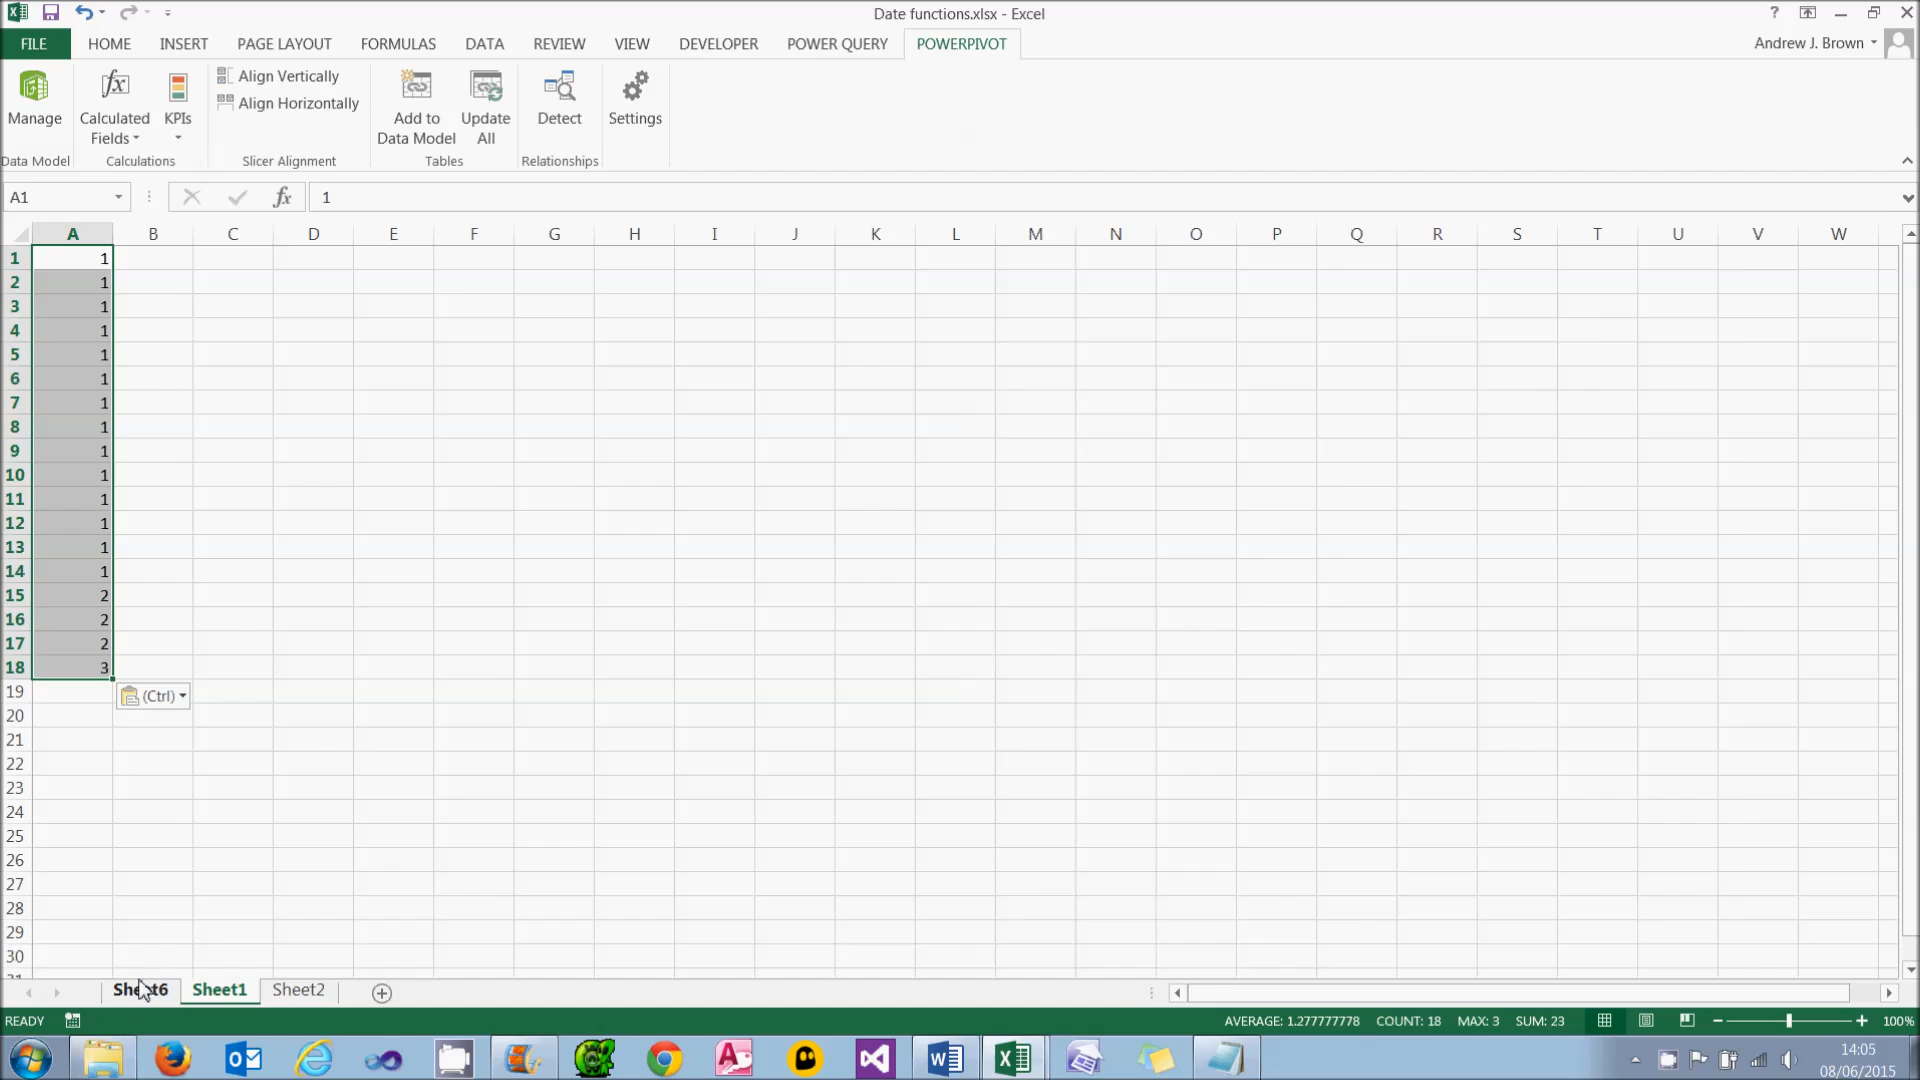 Date functions.xlsx - Excel
?
FILE HOME INSERT PAGE LAYOUT FORMULAS DATA REVIEW VIEW DEVELOPER POWER QUERY POWERPIVOT Andrew J. Brown
Manage
Calculated Fields
KPIs
Align Vertically
Align Horizontally
Add to Data Model
Update All
Detect
Settings
Data Model Calculations Slicer Alignment Tables Relationships
A1 fx 1
A B C D E F G H I J K L M N O P Q R S T U V W
1 1
2 1
3 1
4 1
5 1
6 1
7 1
8 1
9 1
10 1
11 1
12 1
13 1
14 1
15 2
16 2
17 2
18 3
19 (Ctrl)
20
21
22
23
24
25
26
27
28
29
30
Sheet6 Sheet1 Sheet2
READY AVERAGE: 1.277777778 COUNT: 18 MAX: 3 SUM: 23 100%
14:05
08/06/2015